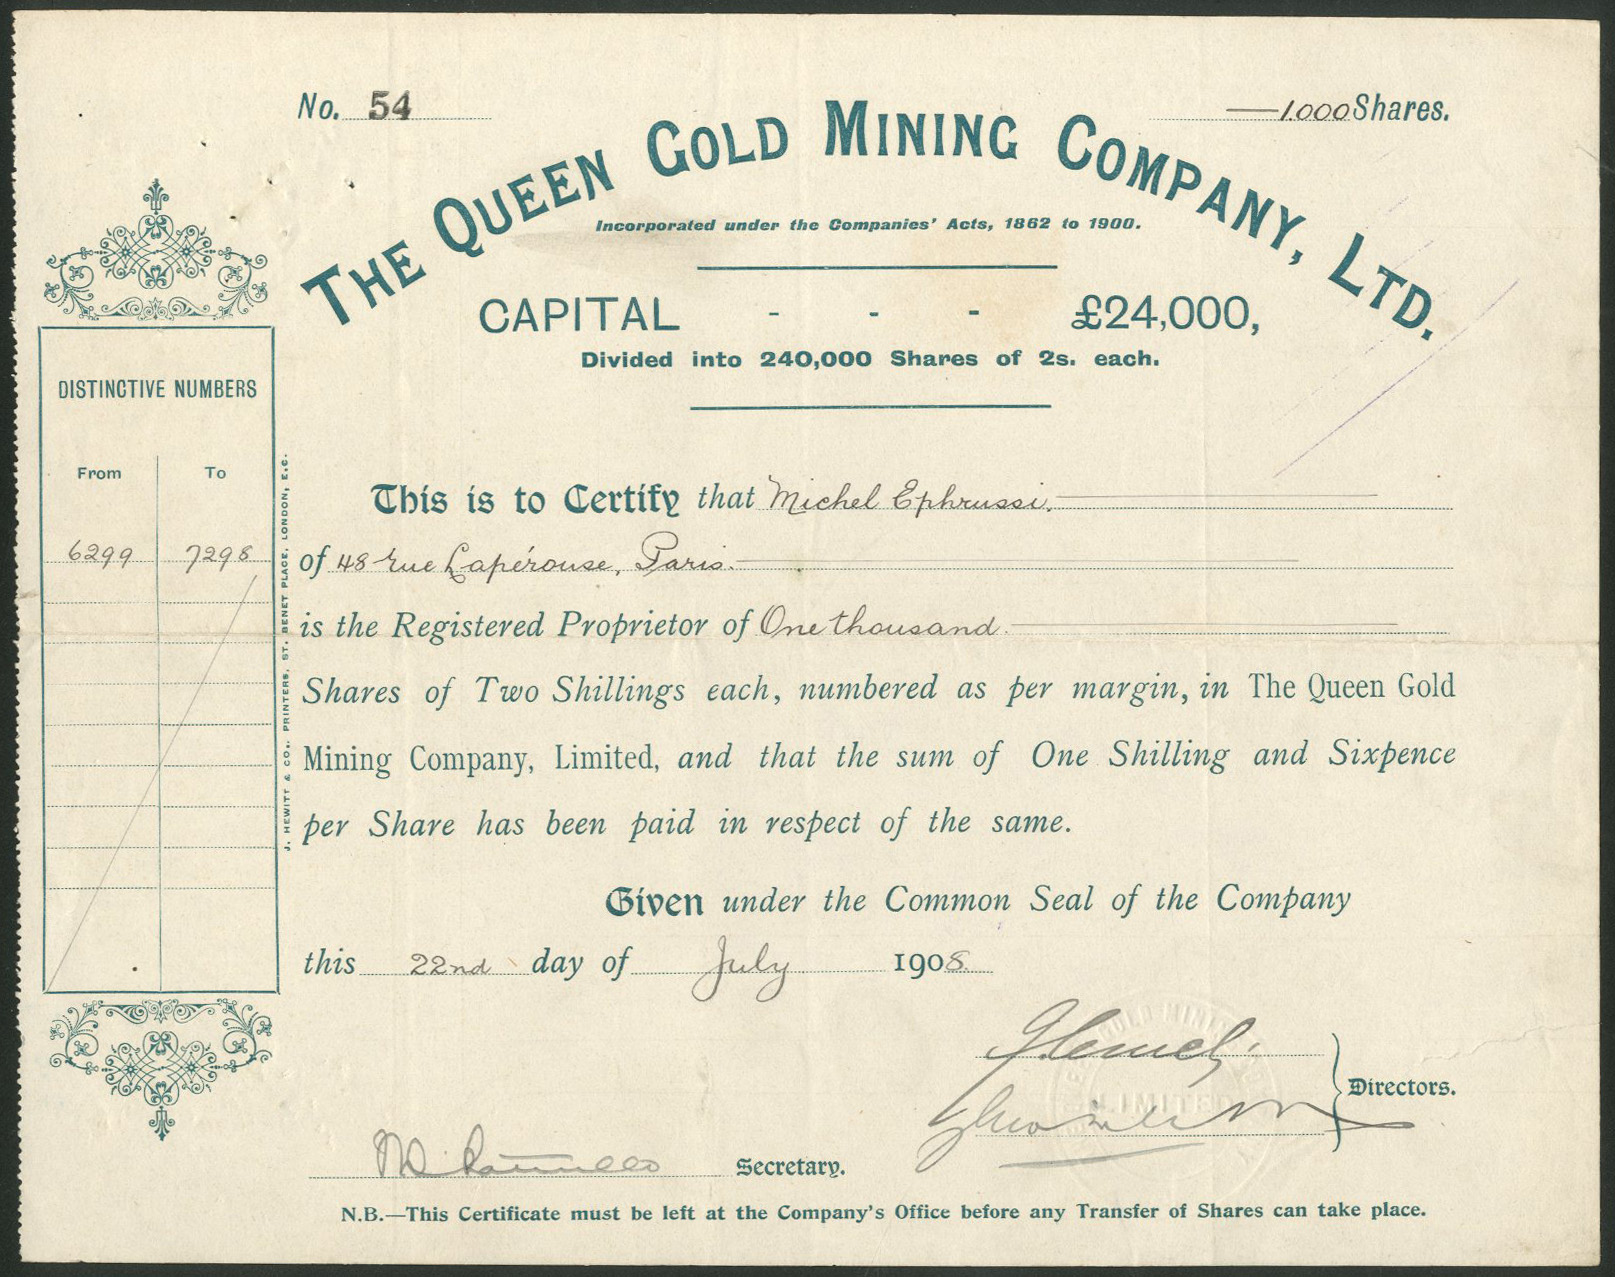 No. 54
1.000 Shares.
THE QUEEN GOLD MINING COMPANY, LTD.
Incorporated under the Companies' Acts, 1862 to 1900.
CAPITAL - - - £24,000,
Divided into 240,000 Shares of 2s. each.
DISTINCTIVE NUMBERS
From To
6299 7298
J. HEWITT & CO., PRINTERS, ST. BENET PLACE, LONDON, E.C.
This is to Certify that Michel Ephrussi.
of 48 rue Lapérouse, Paris.
is the Registered Proprietor of One thousand.
Shares of Two Shillings each, numbered as per margin, in The Queen Gold
Mining Company, Limited, and that the sum of One Shilling and Sixpence
per Share has been paid in respect of the same.
Given under the Common Seal of the Company
this 22nd day of July 1908.
Directors.
LIMITED
Secretary.
N.B.—This Certificate must be left at the Company's Office before any Transfer of Shares can take place.